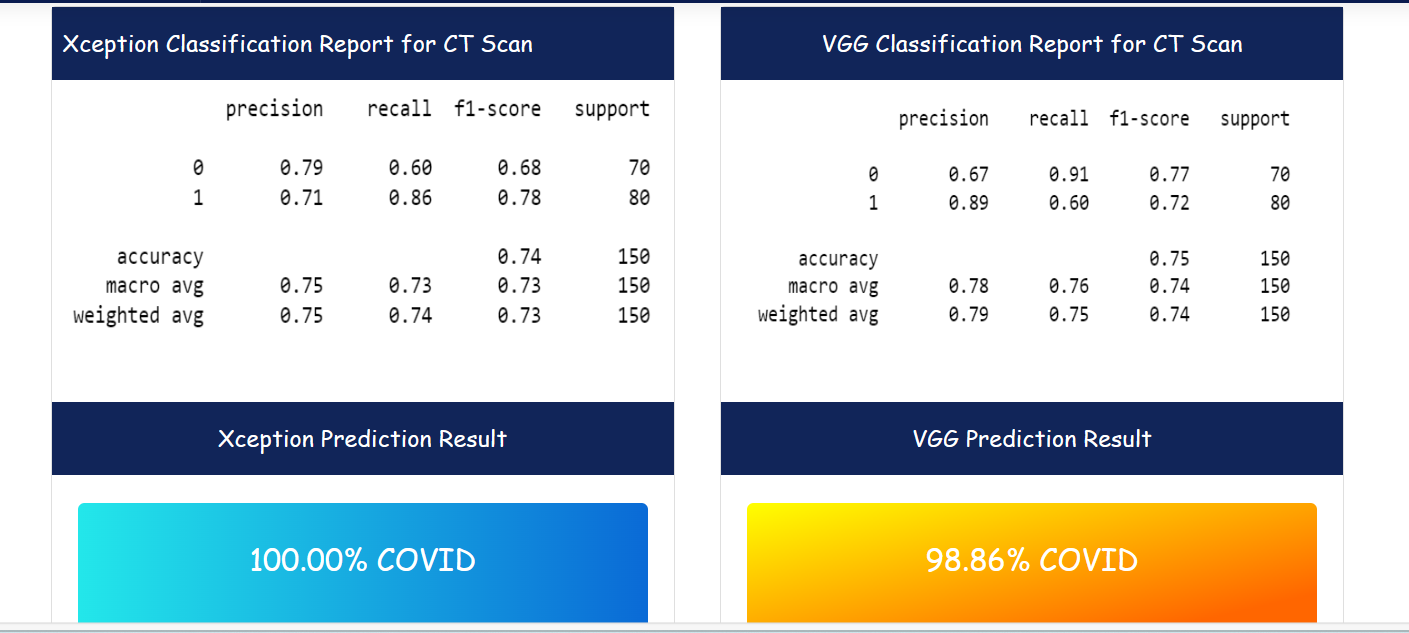 Xception Classification Report for CT Scan
precision recall f1-score support
0 0.79 0.60 0.68 70
1 0.71 0.86 0.78 80
accuracy 0.74 150
macro avg 0.75 0.73 0.73 150
weighted avg 0.75 0.74 0.73 150
Xception Prediction Result
100.00% COVID
VGG Classification Report for CT Scan
precision recall f1-score support
0 0.67 0.91 0.77 70
1 0.89 0.60 0.72 80
accuracy 0.75 150
macro avg 0.78 0.76 0.74 150
weighted avg 0.79 0.75 0.74 150
VGG Prediction Result
98.86% COVID